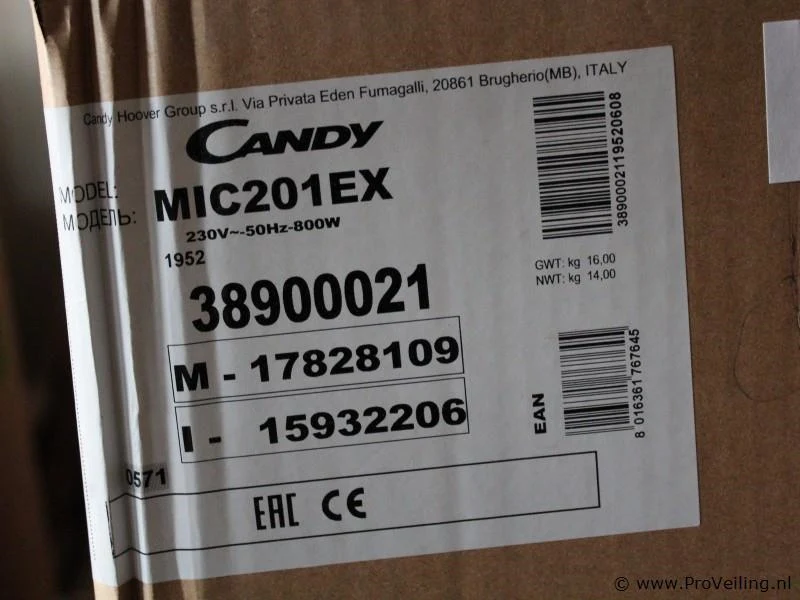 Candy Hoover Group s.r.l. Via Privata Eden Fumagalli, 20861 Brugherio(MB), ITALY
CANDY
MODEL:
МОДЕЛЬ:
MIC201EX
230V~-50Hz-800W
1952
38900021
M - 17828109
I - 15932206
0571
EAC CE
3890002119520608
GWT: kg 16,00
NWT: kg 14,00
EAN
8 016361 767645
© www.ProVeiling.nl